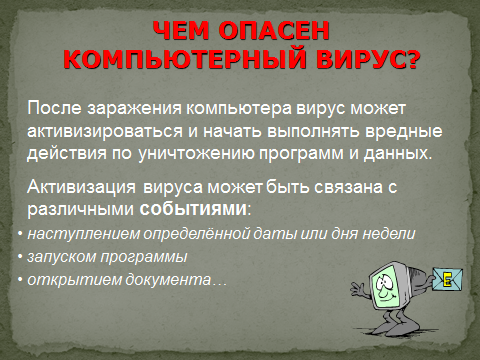 ЧЕМ ОПАСЕН
КОМПЬЮТЕРНЫЙ ВИРУС?
После заражения компьютера вирус может
активизироваться и начать выполнять вредные
действия по уничтожению программ и данных.
Активизация вируса может быть связана с
различными событиями:
• наступлением определённой даты или дня недели
• запуском программы
• открытием документа…
E